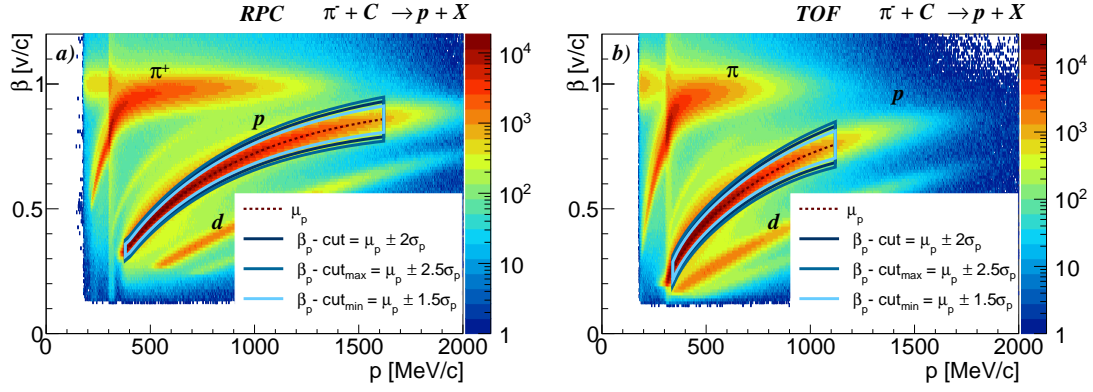 RPC π⁻ + C → p + X
a)
β [v/c]
π⁺
p
d
μp
βp - cut = μp ± 2σp
βp - cutmax = μp ± 2.5σp
βp - cutmin = μp ± 1.5σp
1
0.5
0
0 500 1000 1500 2000
p [MeV/c]
10⁴
10³
10²
10
1
TOF π⁻ + C → p + X
b)
β [v/c]
π
p
d
μp
βp - cut = μp ± 2σp
βp - cutmax = μp ± 2.5σp
βp - cutmin = μp ± 1.5σp
1
0.5
0
0 500 1000 1500 2000
p [MeV/c]
10⁴
10³
10²
10
1